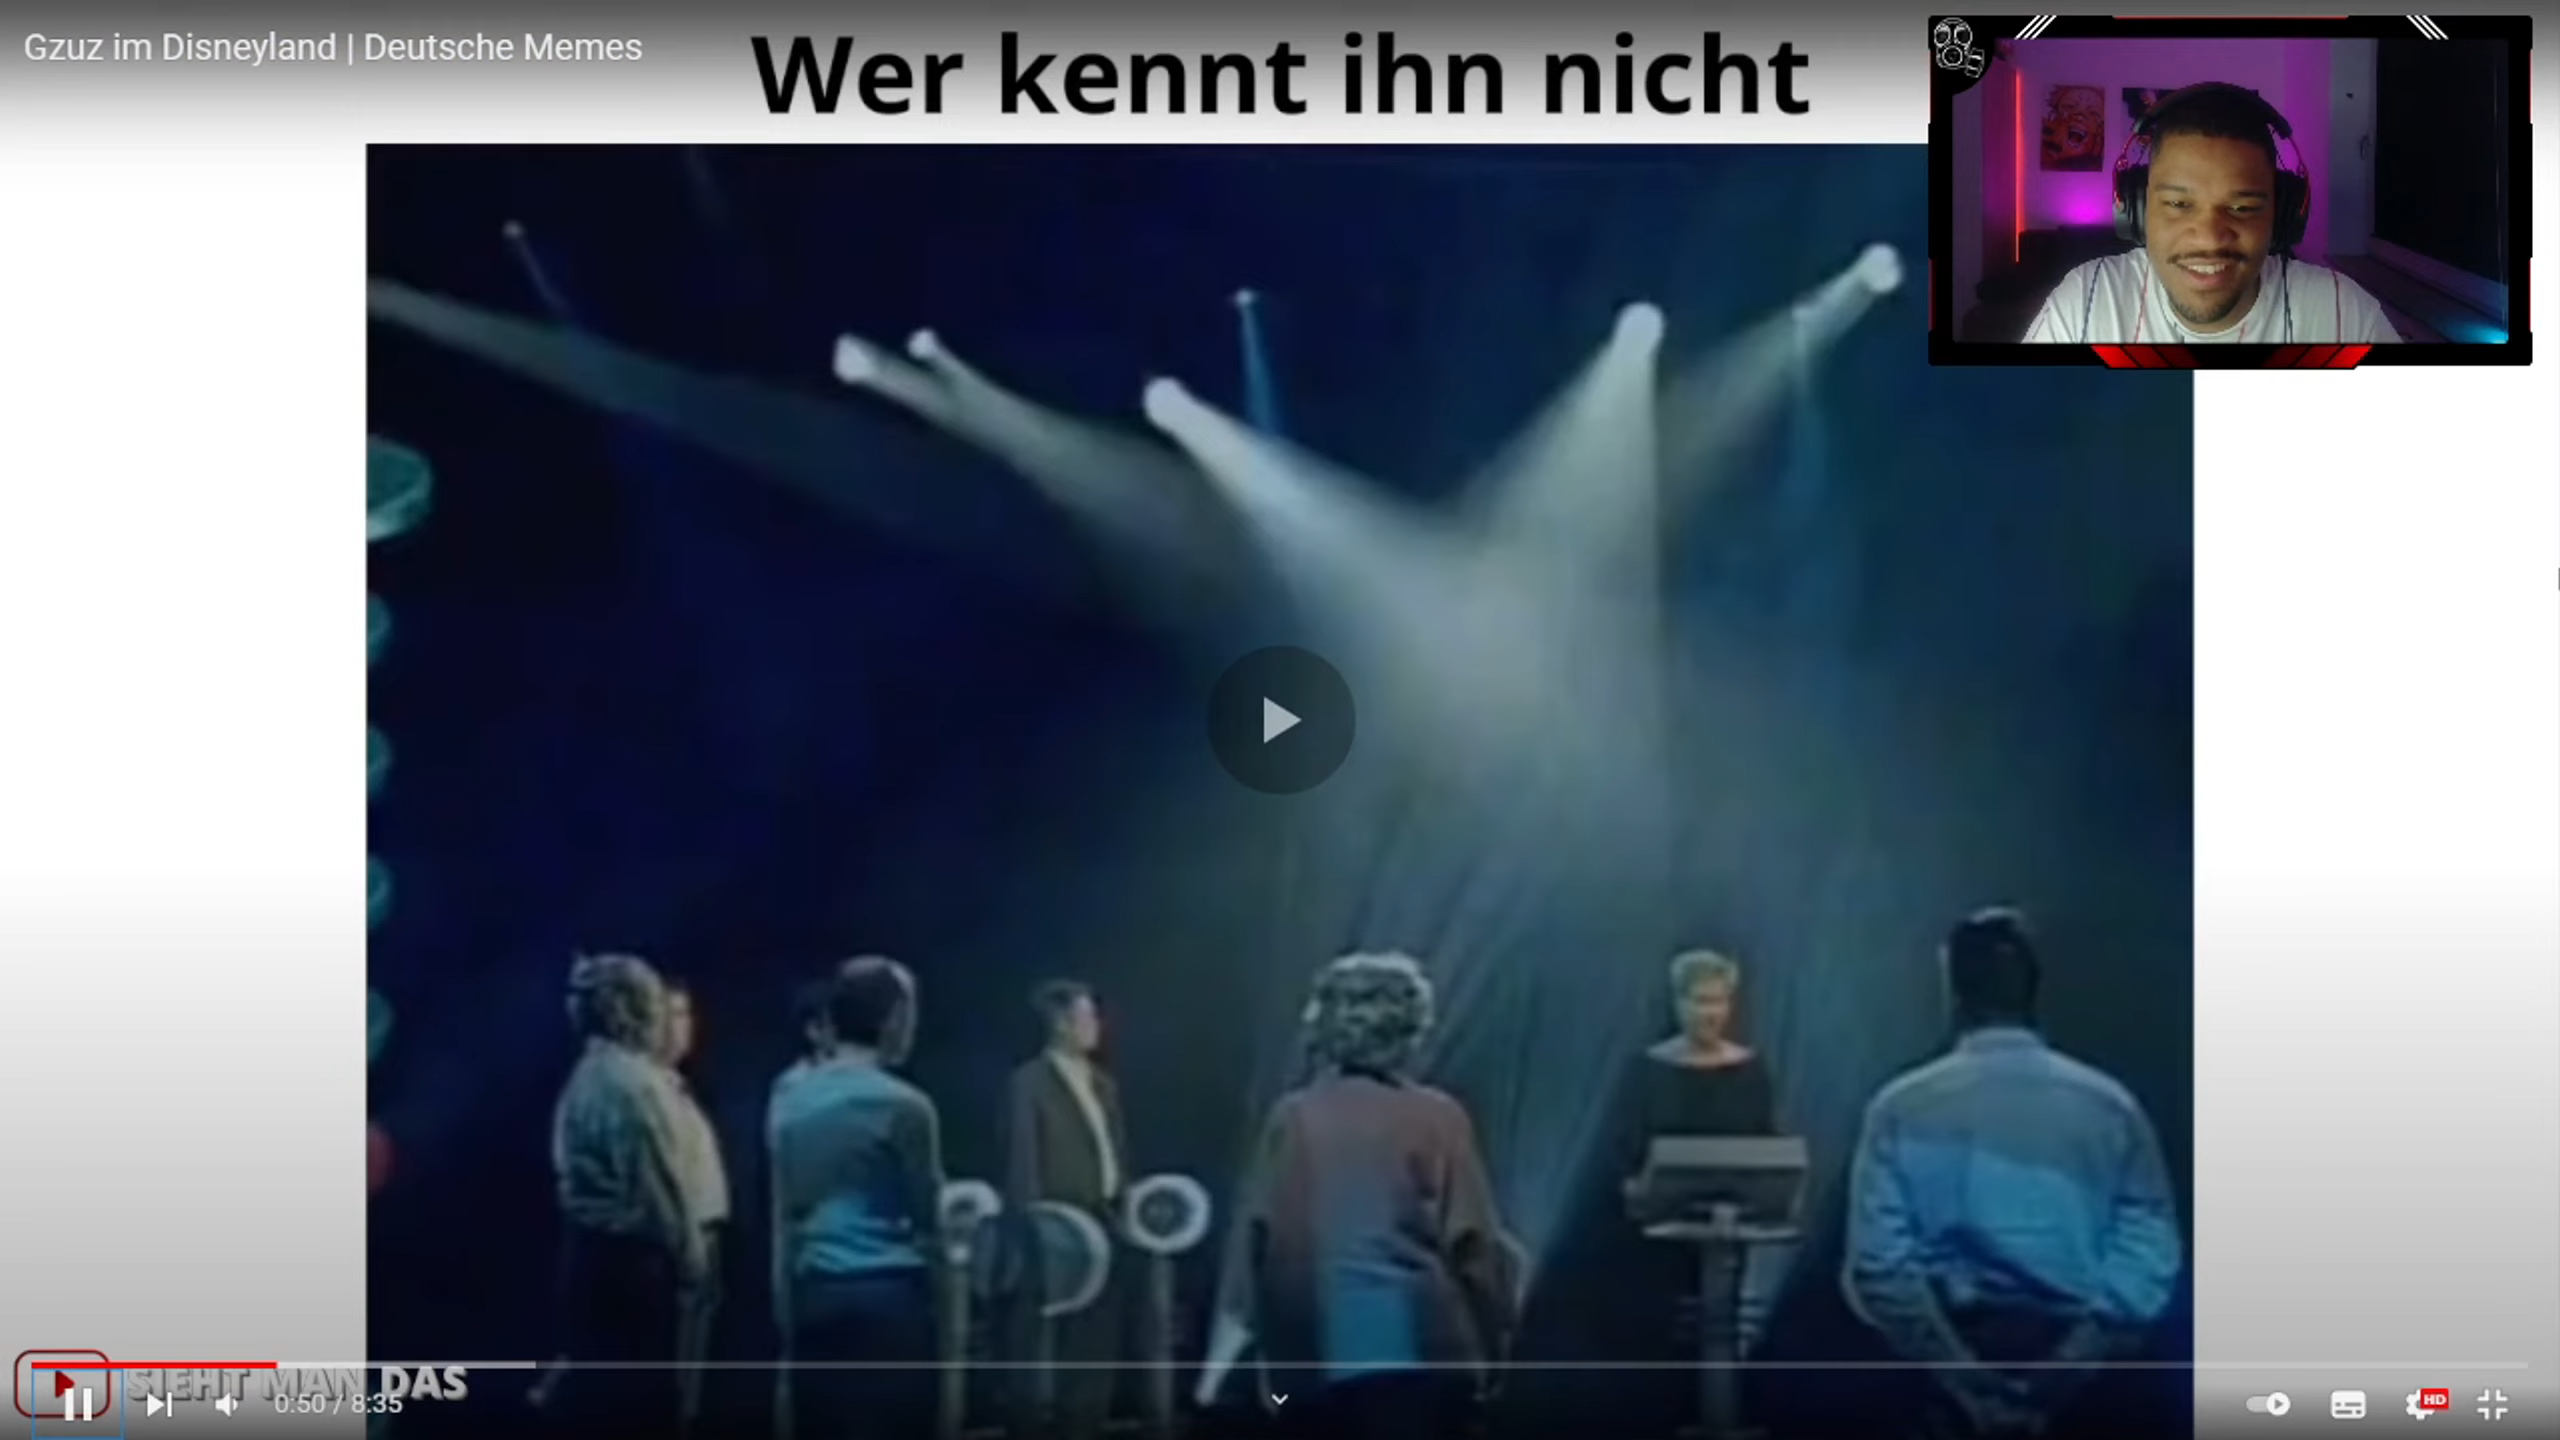 Gzuz im Disneyland | Deutsche Memes
Wer kennt ihn nicht
SIEHT MAN DAS
0:50 / 8:35
HD